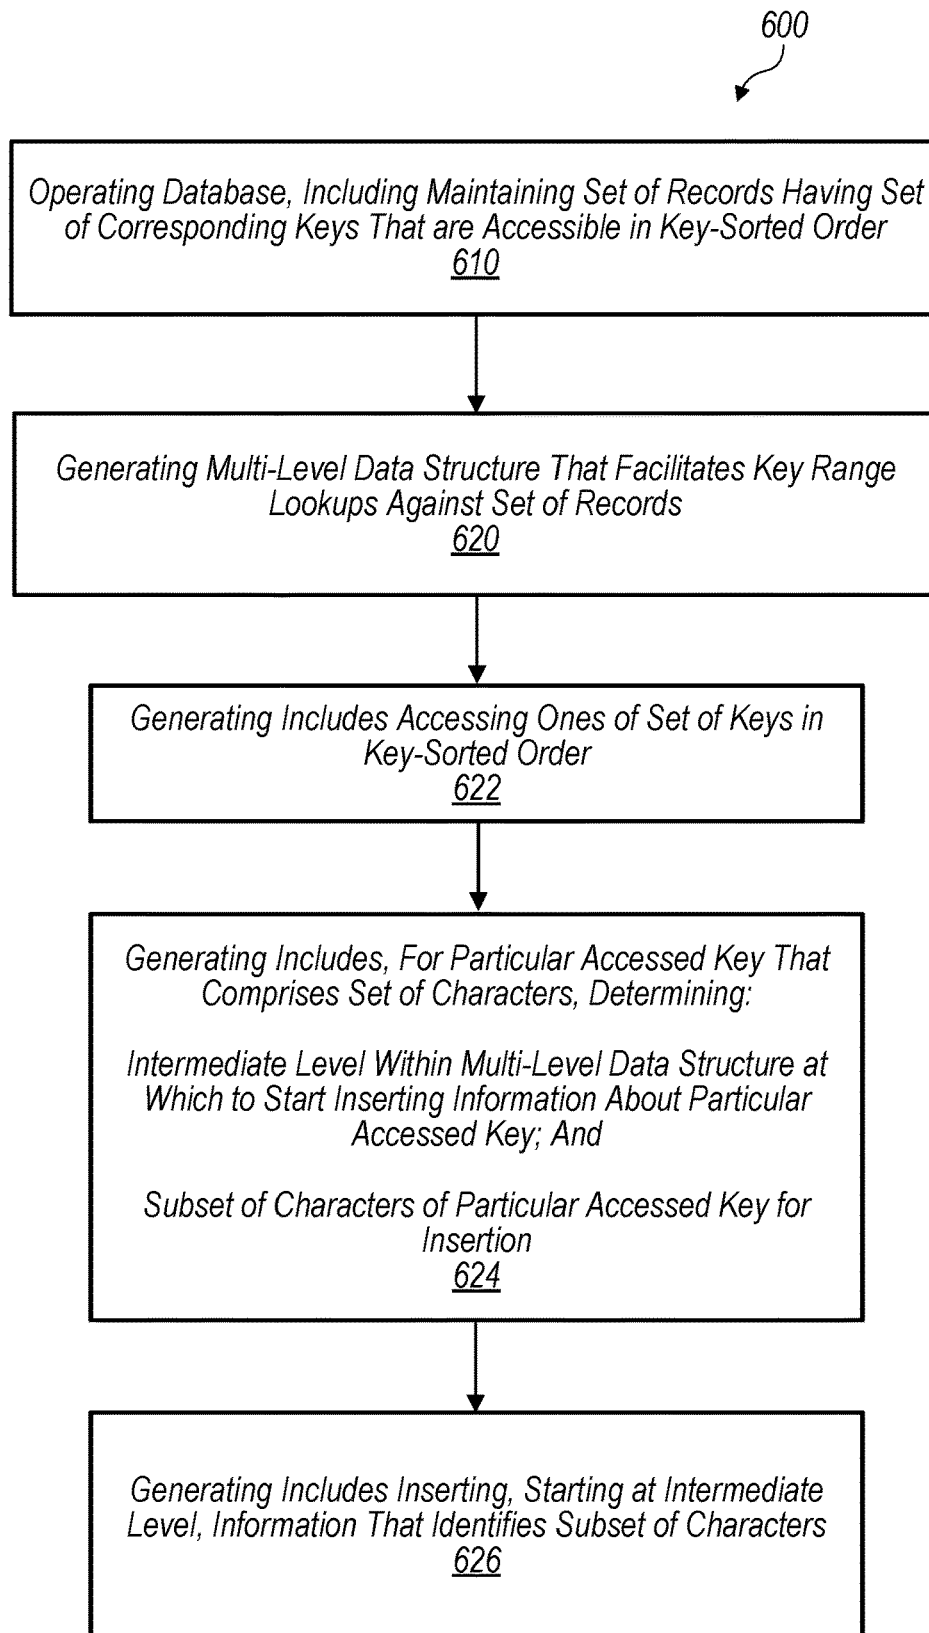 600
Operating Database, Including Maintaining Set of Records Having Set
of Corresponding Keys That are Accessible in Key-Sorted Order
610
Generating Multi-Level Data Structure That Facilitates Key Range
Lookups Against Set of Records
620
Generating Includes Accessing Ones of Set of Keys in
Key-Sorted Order
622
Generating Includes, For Particular Accessed Key That
Comprises Set of Characters, Determining:
Intermediate Level Within Multi-Level Data Structure at
Which to Start Inserting Information About Particular
Accessed Key; And
Subset of Characters of Particular Accessed Key for
Insertion
624
Generating Includes Inserting, Starting at Intermediate
Level, Information That Identifies Subset of Characters
626